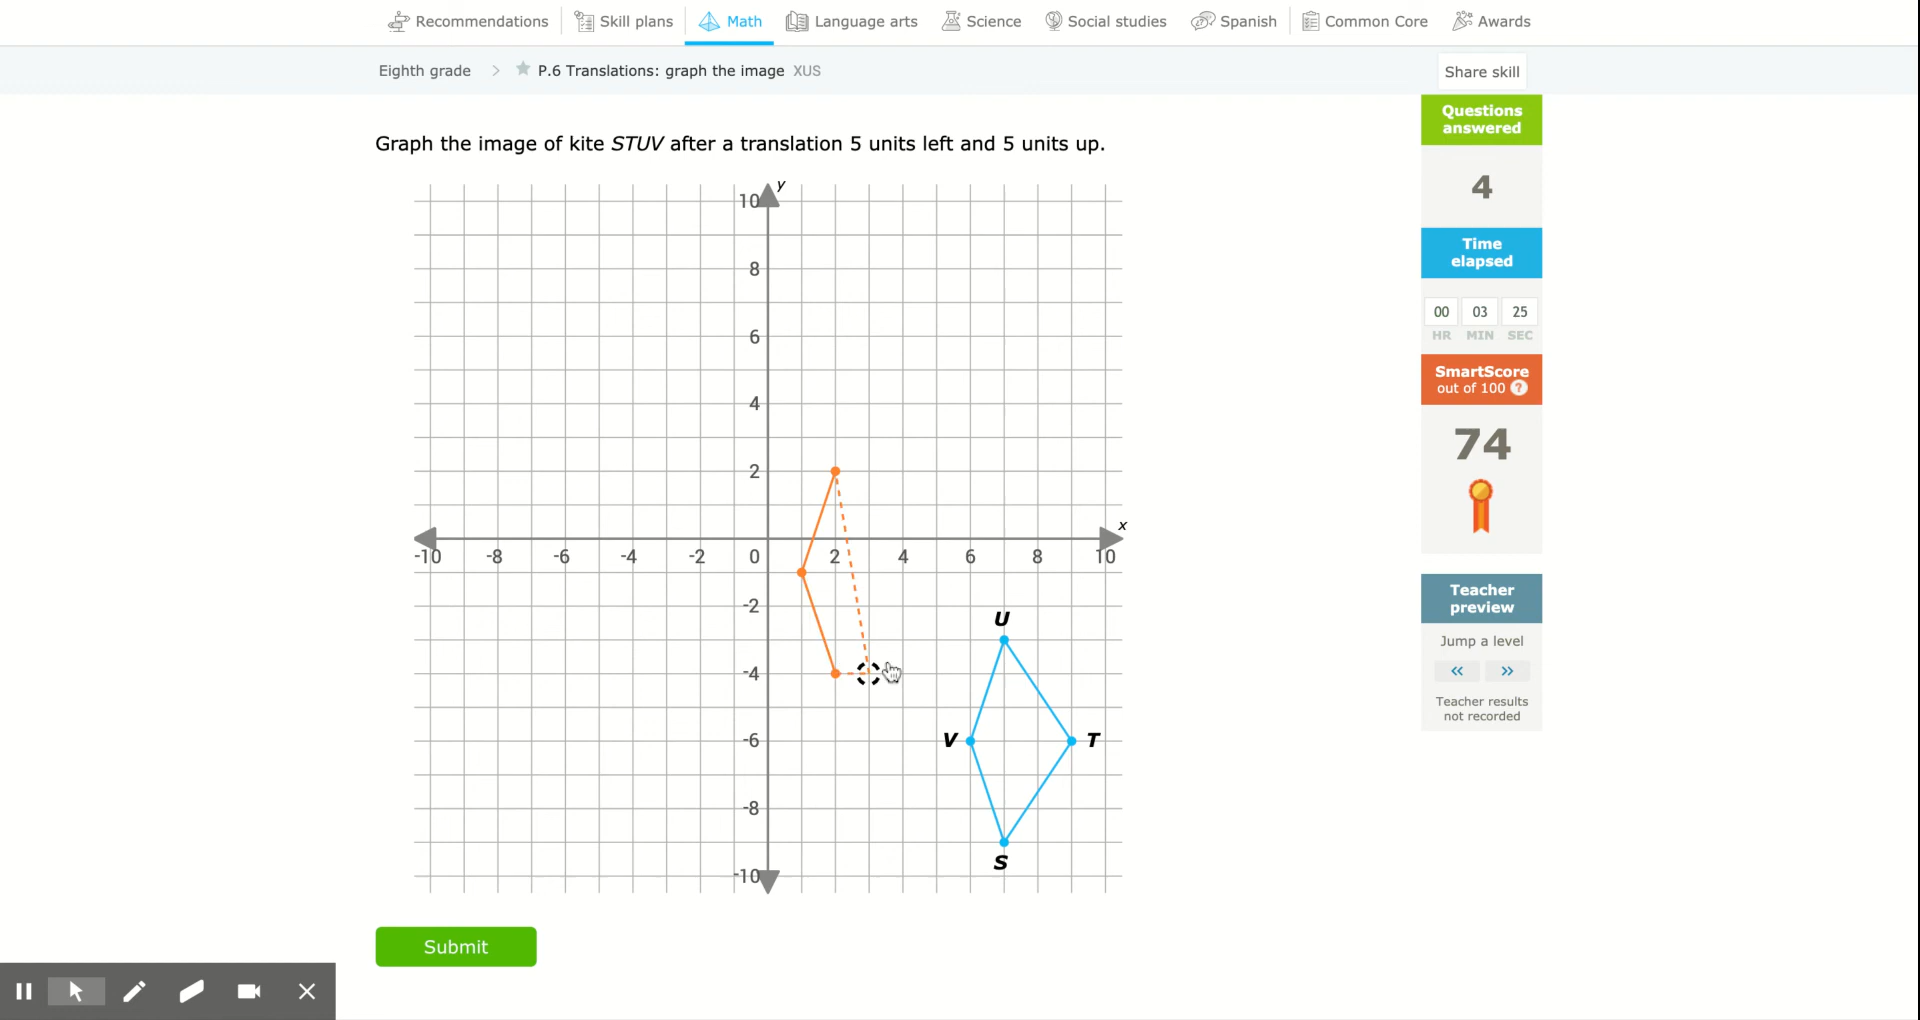 Recommendations Skill plans Math Language arts Science Social studies Spanish Common Core Awards
Eighth grade > P.6 Translations: graph the image XUS
Share skill
Graph the image of kite STUV after a translation 5 units left and 5 units up.
y
10
8
6
4
2
x
-10 -8 -6 -4 -2 0 2 4 6 8 10
-2
U
-4
-6
V
T
-8
S
-10
Submit
Questions
answered
4
Time
elapsed
00 03 25
HR MIN SEC
SmartScore
out of 100 ?
74
Teacher
preview
Jump a level
« »
Teacher results
not recorded